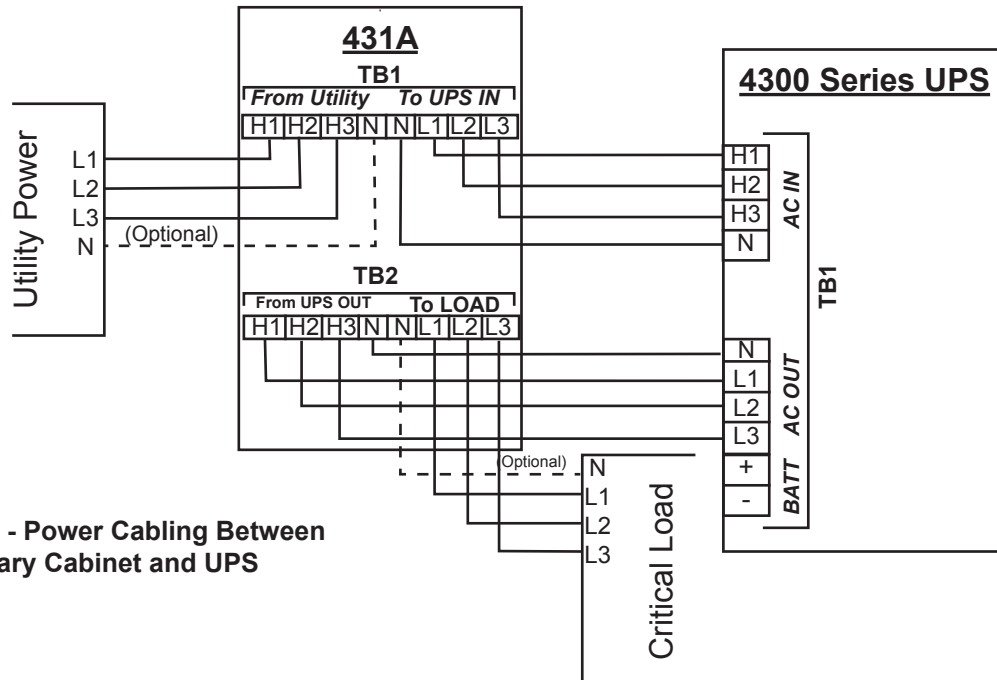 431A
TB1
From Utility To UPS IN
H1 H2 H3 N N L1 L2 L3
Utility Power
L1
L2
L3
N
(Optional)
TB2
From UPS OUT To LOAD
H1 H2 H3 N N L1 L2 L3
4300 Series UPS
H1
H2
H3
N
AC IN
TB1
N
L1
L2
L3
AC OUT
+
-
BATT
(Optional)
N
L1
L2
L3
Critical Load
- Power Cabling Between
ary Cabinet and UPS